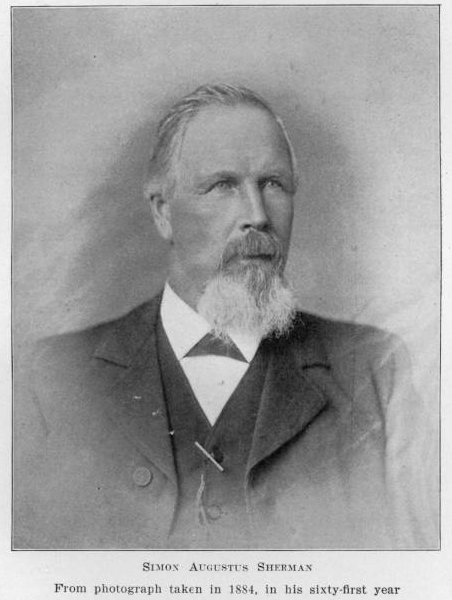 Simon Augustus Sherman
From photograph taken in 1884, in his sixty-first year